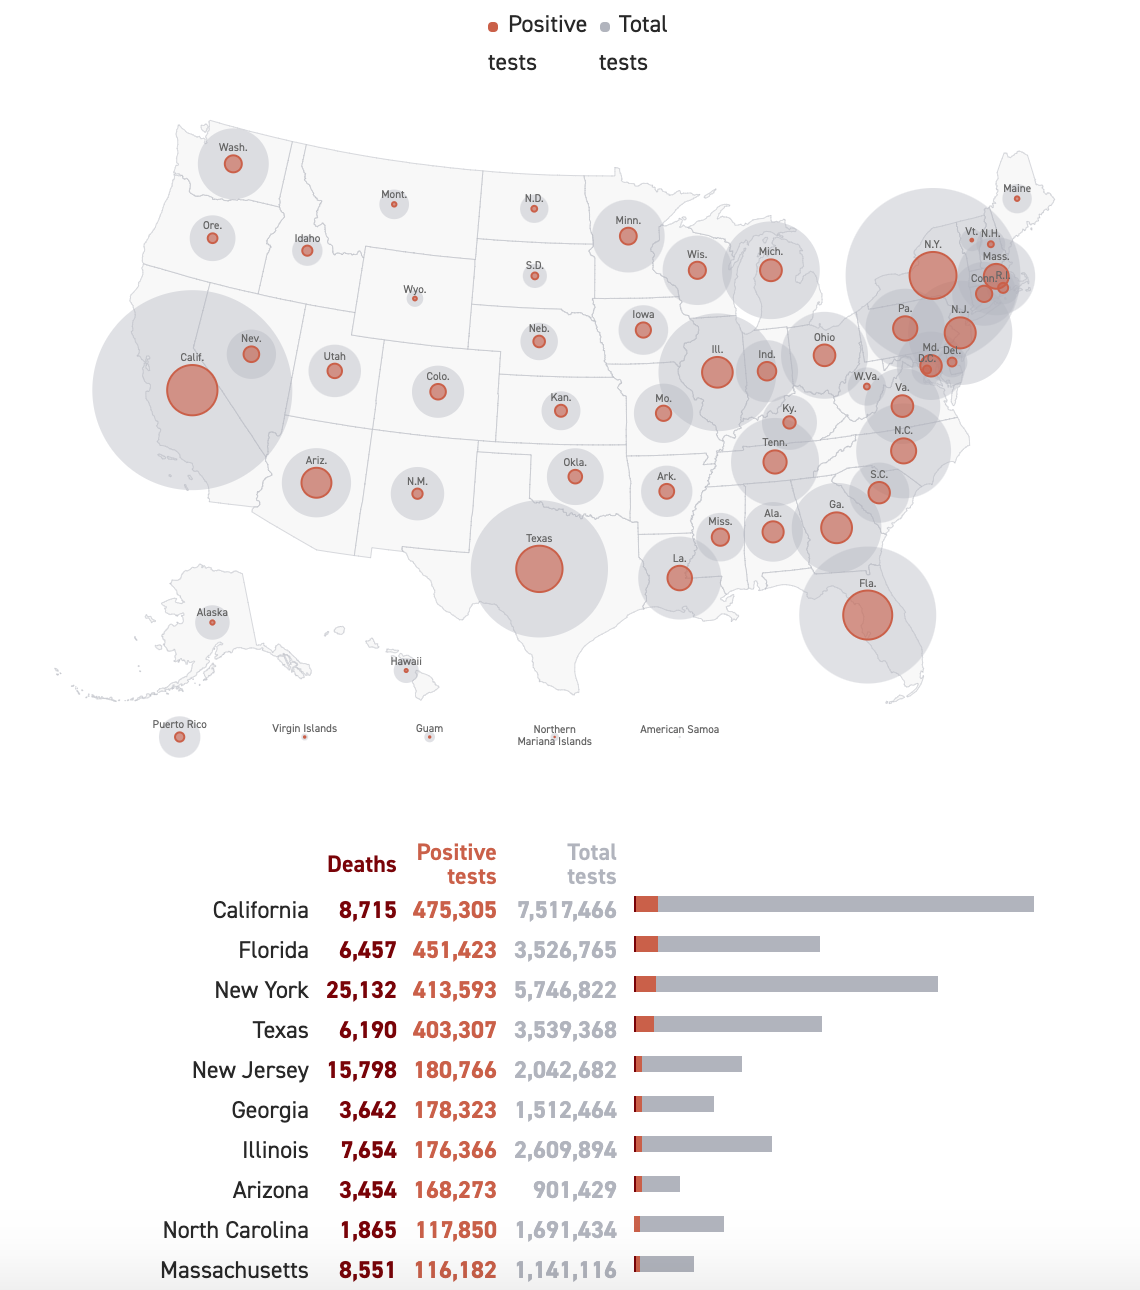 Positive tests
Total tests
Wash.
Mont.
N.D.
Minn.
Maine
Ore.
Idaho
S.D.
Wis.
Mich.
N.Y.
Vt.
N.H.
Mass.
Conn.
R.I.
Wyo.
Iowa
Pa.
N.J.
Nev.
Calif.
Utah
Neb.
Ill.
Ind.
Ohio
Md.
D.C.
Del.
W.Va.
Va.
Colo.
Kan.
Mo.
Ky.
N.C.
Tenn.
Ariz.
N.M.
Okla.
Ark.
S.C.
Texas
Miss.
Ala.
Ga.
La.
Fla.
Alaska
Hawaii
Puerto Rico
Virgin Islands
Guam
Northern
Mariana Islands
American Samoa
Deaths Positive tests Total tests
California 8,715 475,305 7,517,466
Florida 6,457 451,423 3,526,765
New York 25,132 413,593 5,746,822
Texas 6,190 403,307 3,539,368
New Jersey 15,798 180,766 2,042,682
Georgia 3,642 178,323 1,512,464
Illinois 7,654 176,366 2,609,894
Arizona 3,454 168,273 901,429
North Carolina 1,865 117,850 1,691,434
Massachusetts 8,551 116,182 1,141,116